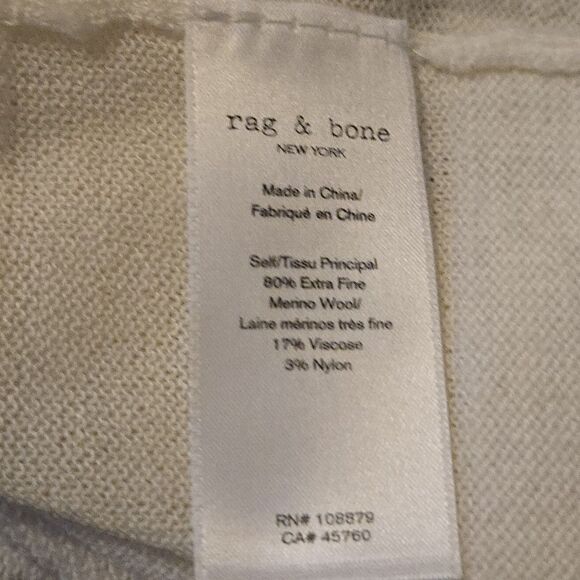 rag & bone
NEW YORK
Made in China/
Fabriqué en Chine
Self/Tissu Principal
80% Extra Fine
Merino Wool/
Laine mérinos très fine
17% Viscose
3% Nylon
RN# 108879
CA# 45760